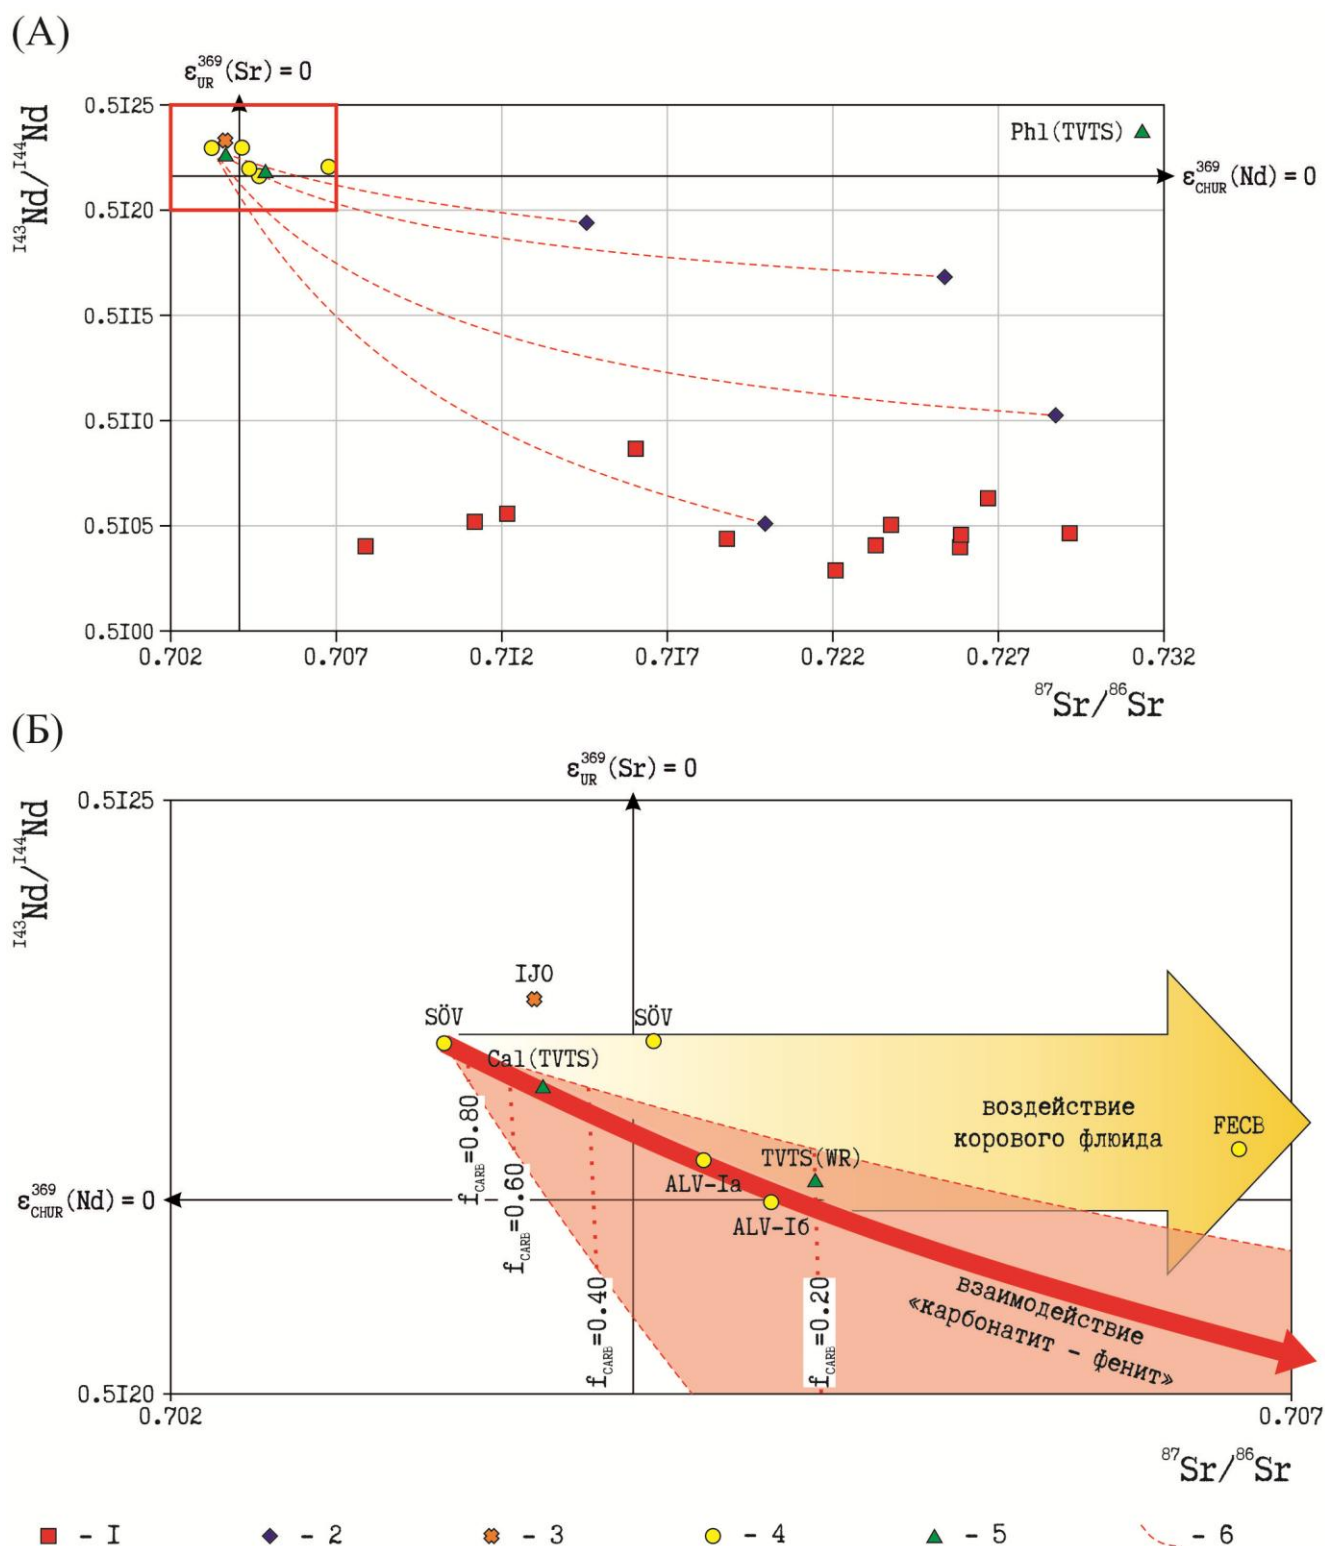 (А)
ε³⁶⁹UR(Sr) = 0
¹⁴³Nd/¹⁴⁴Nd
0.5I25
Phl(TVTS)
ε³⁶⁹CHUR(Nd) = 0
0.5I20
0.5II5
0.5II0
0.5I05
0.5I00
0.702 0.707 0.7I2 0.7I7 0.722 0.727 0.732
⁸⁷Sr/⁸⁶Sr
(Б)
ε³⁶⁹UR(Sr) = 0
0.5I25
¹⁴³Nd/¹⁴⁴Nd
IJO
SÖV
SÖV
Cal(TVTS)
воздействие
корового флюида
FECB
TVTS(WR)
ALV-Iа
ε³⁶⁹CHUR(Nd) = 0
ALV-Iб
fCARB=0.80
fCARB=0.60
fCARB=0.40
fCARB=0.20
взаимодействие
«карбонатит - фенит»
0.5I20
0.702
0.707
⁸⁷Sr/⁸⁶Sr
- I - 2 - 3 - 4 - 5 - 6